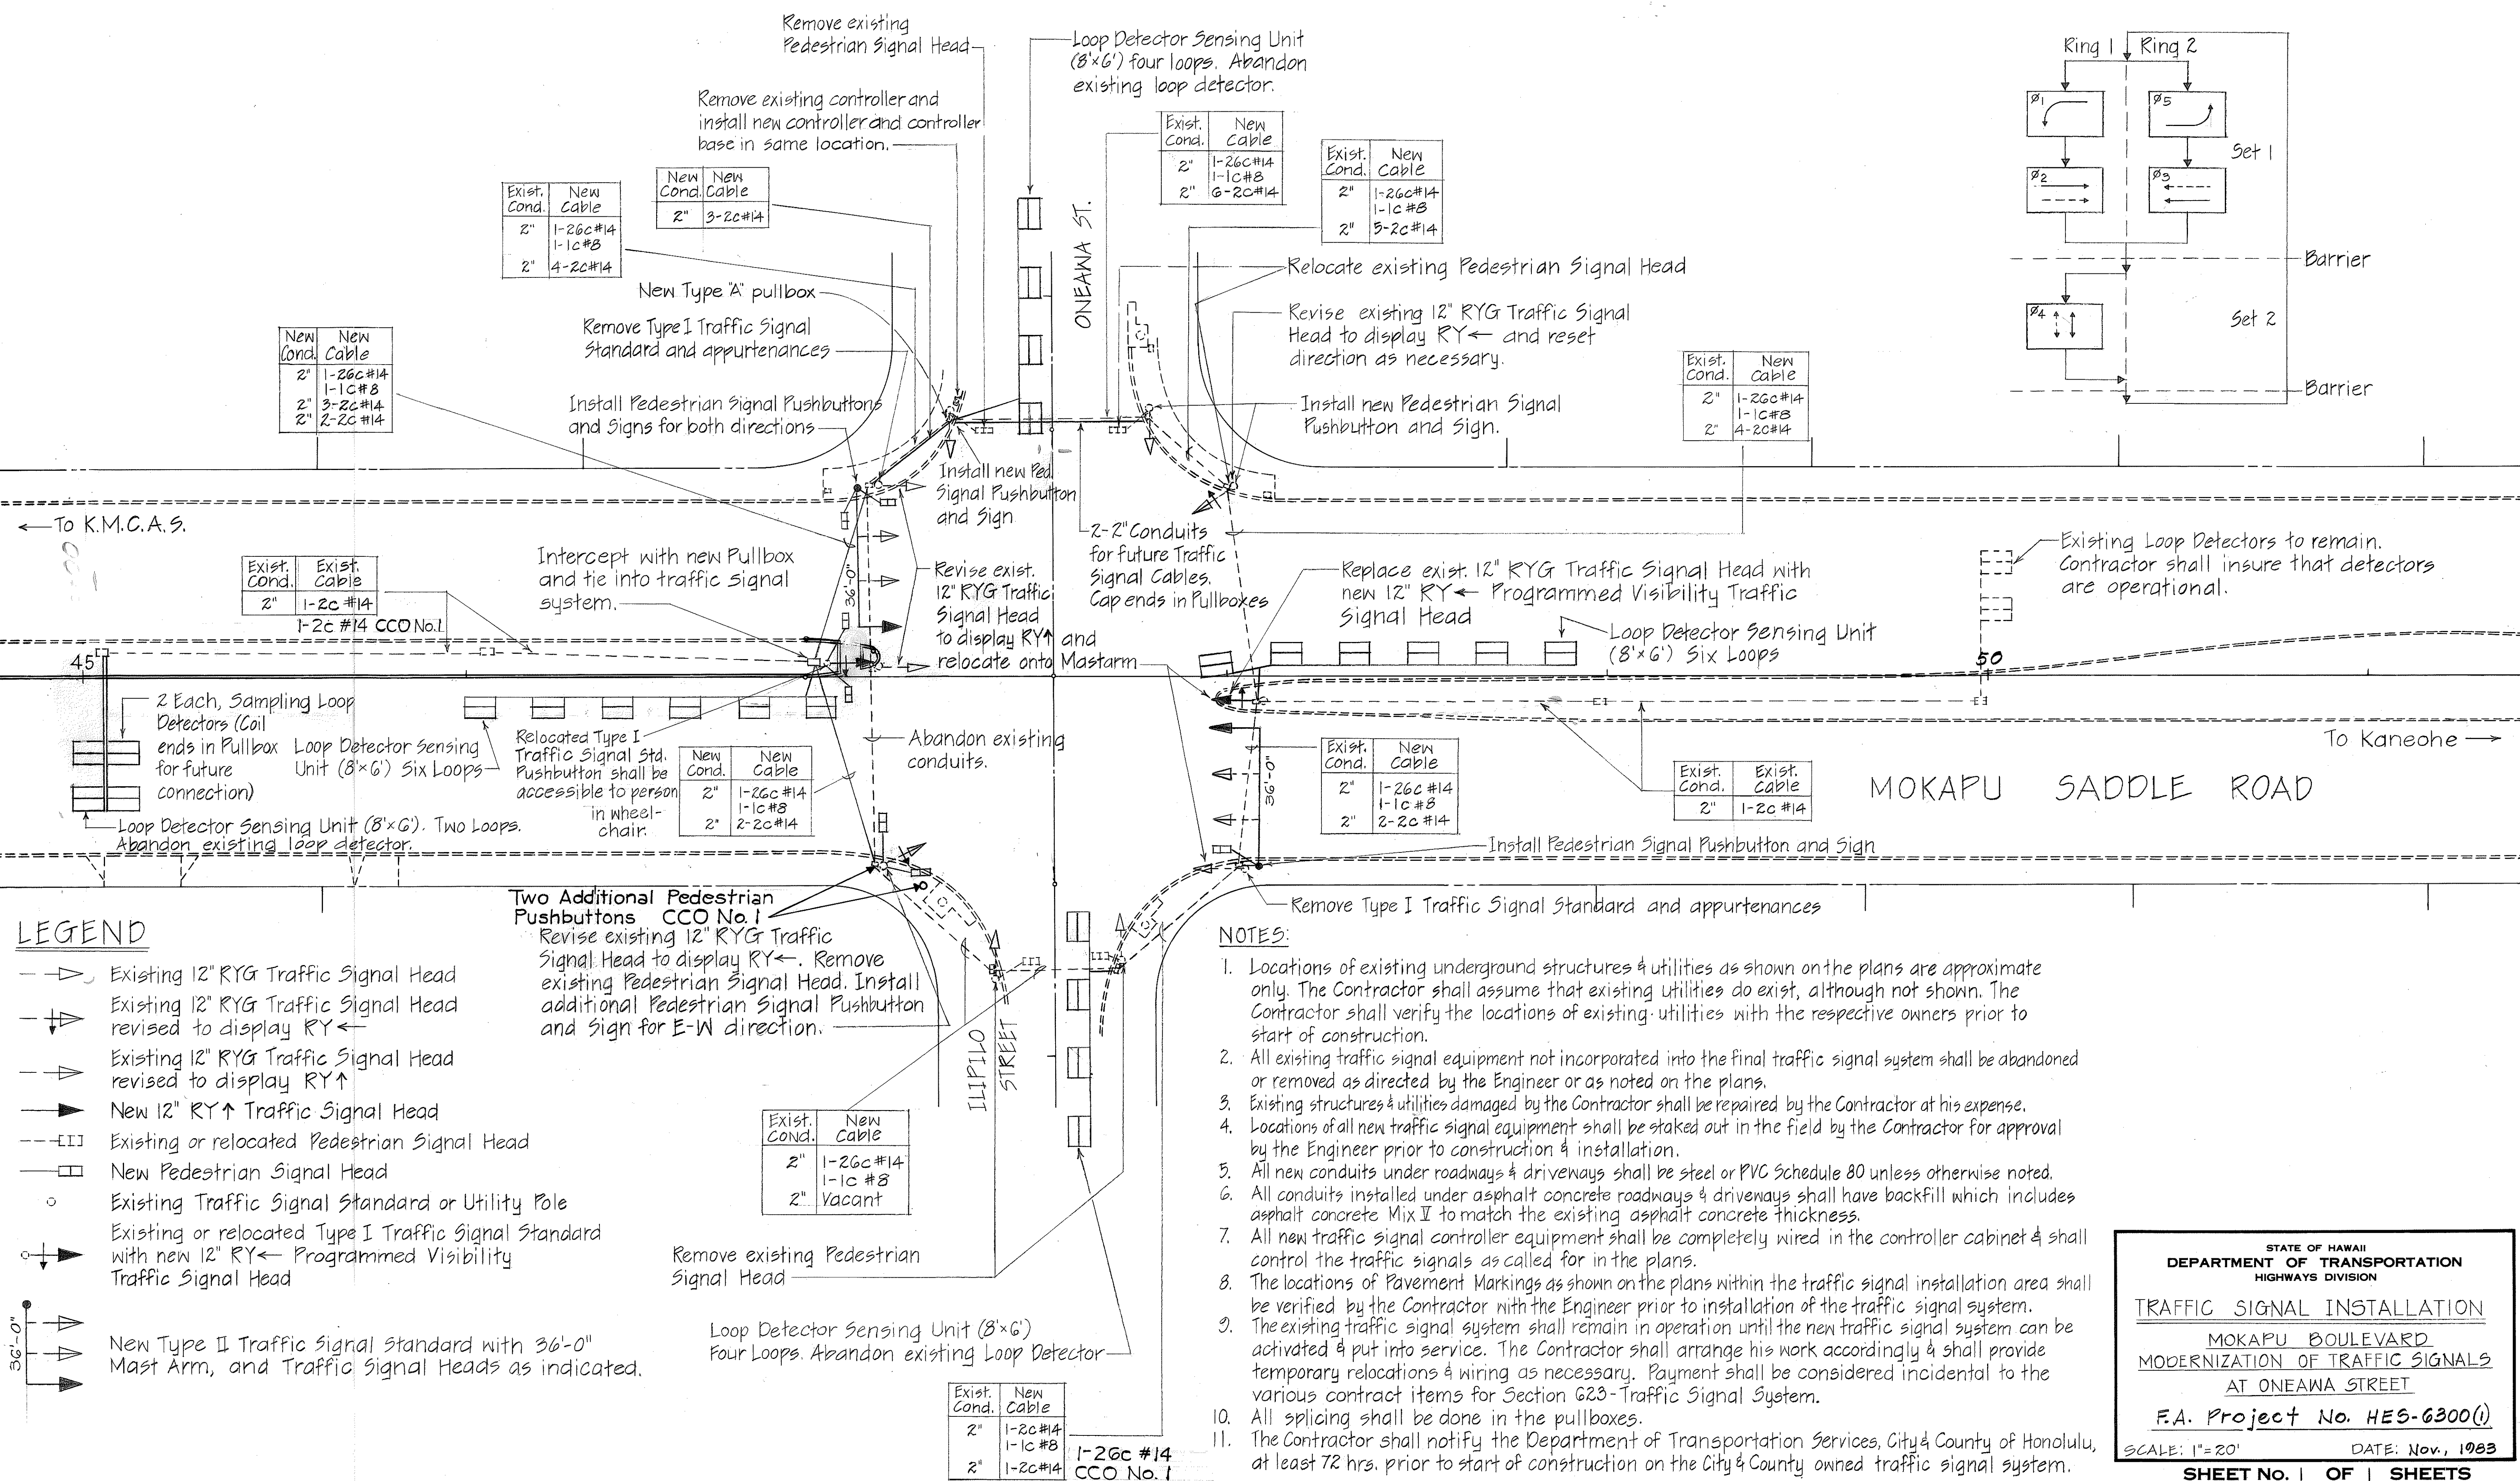 Remove existing
Pedestrian Signal Head
Loop Detector Sensing Unit
(8'x6') four loops. Abandon
existing loop detector.
Remove existing controller and
install new controller and controller
base in same location.
Exist. Cond. New Cable
2" 1-26c#14
1-1c#8
2" 6-2c#14
Exist. Cond. New Cable
2" 1-26c#14
1-1c#8
2" 5-2c#14
New Cond. New Cable
2" 3-2c#14
Exist. Cond. New Cable
2" 1-26c#14
1-1c#8
2" 4-2c#14
Ring 1 Ring 2
Ø1
Ø5
Set 1
Ø2
Ø3
Barrier
Ø4
Set 2
Barrier
ONEAWA ST.
New Type "A" pullbox
Relocate existing Pedestrian Signal Head
Remove Type I Traffic Signal
Standard and appurtenances
Revise existing 12" RYG Traffic Signal
Head to display RY← and reset
direction as necessary.
New Cond. New Cable
2" 1-26c#14
1-1c#8
2" 3-2c#14
2" 2-2c#14
Exist. Cond. New Cable
2" 1-26c#14
1-1c#8
2" 4-2c#14
Install Pedestrian Signal Pushbuttons
and Signs for both directions
Install new Pedestrian Signal
Pushbutton and Sign.
Install new Ped.
Signal Pushbutton
and Sign
← To K.M.C.A.S.
2-2" Conduits
for future Traffic
Signal Cables.
Cap ends in Pullboxes
Existing Loop Detectors to remain.
Contractor shall insure that detectors
are operational.
Exist. Cond. Exist. Cable
2" 1-2c #14
1-2c #14 CCO No.1
Intercept with new Pullbox
and tie into traffic signal
system.
36'-0"
Revise exist.
12" RYG Traffic
Signal Head
to display RY↑ and
relocate onto Mastarm
Replace exist. 12" RYG Traffic Signal Head with
new 12" RY← Programmed Visibility Traffic
Signal Head
Loop Detector Sensing Unit
(8'x6') Six Loops
45
50
2 Each, Sampling Loop
Detectors (Coil
ends in Pullbox
for future
connection)
Loop Detector Sensing
Unit (8'x6') Six Loops
Relocated Type I
Traffic Signal Std.
Pushbutton shall be
accessible to person
in wheel-
chair.
New Cond. New Cable
2" 1-26c#14
1-1c#8
2" 2-2c#14
Abandon existing
conduits.
36'-0"
Exist. Cond. New Cable
2" 1-26c#14
1-1c#8
2" 2-2c#14
Exist. Cond. Exist. Cable
2" 1-2c#14
To Kaneohe →
MOKAPU SADDLE ROAD
Loop Detector Sensing Unit (8'x6'). Two Loops.
Abandon existing loop detector.
Install Pedestrian Signal Pushbutton and Sign
Two Additional Pedestrian
Pushbuttons CCO No. 1
Remove Type I Traffic Signal Standard and appurtenances
Revise existing 12" RYG Traffic
Signal Head to display RY←. Remove
existing Pedestrian Signal Head. Install
additional Pedestrian Signal Pushbutton
and Sign for E-W direction.
ILIPILO
STREET
Exist. Cond. New Cable
2" 1-26c#14
1-1c #8
2" Vacant
Remove existing Pedestrian
Signal Head
Loop Detector Sensing Unit (8'x6')
Four Loops. Abandon existing Loop Detector
Exist. Cond. New Cable
2" 1-2c#14
1-1c #8
2" 1-2c#14
1-26c #14
CCO No. 1
LEGEND
Existing 12" RYG Traffic Signal Head
Existing 12" RYG Traffic Signal Head
revised to display RY←
Existing 12" RYG Traffic Signal Head
revised to display RY↑
New 12" RY↑ Traffic Signal Head
Existing or relocated Pedestrian Signal Head
New Pedestrian Signal Head
Existing Traffic Signal Standard or Utility Pole
Existing or relocated Type I Traffic Signal Standard
with new 12" RY← Programmed Visibility
Traffic Signal Head
36'-0"
New Type II Traffic Signal Standard with 36'-0"
Mast Arm, and Traffic Signal Heads as indicated.
NOTES:
1. Locations of existing underground structures & utilities as shown on the plans are approximate
only. The Contractor shall assume that existing utilities do exist, although not shown. The
Contractor shall verify the locations of existing utilities with the respective owners prior to
start of construction.
2. All existing traffic signal equipment not incorporated into the final traffic signal system shall be abandoned
or removed as directed by the Engineer or as noted on the plans.
3. Existing structures & utilities damaged by the Contractor shall be repaired by the Contractor at his expense.
4. Locations of all new traffic signal equipment shall be staked out in the field by the Contractor for approval
by the Engineer prior to construction & installation.
5. All new conduits under roadways & driveways shall be steel or PVC Schedule 80 unless otherwise noted.
6. All conduits installed under asphalt concrete roadways & driveways shall have backfill which includes
asphalt concrete Mix V to match the existing asphalt concrete thickness.
7. All new traffic signal controller equipment shall be completely wired in the controller cabinet & shall
control the traffic signals as called for in the plans.
8. The locations of Pavement Markings as shown on the plans within the traffic signal installation area shall
be verified by the Contractor with the Engineer prior to installation of the traffic signal system.
9. The existing traffic signal system shall remain in operation until the new traffic signal system can be
activated & put into service. The Contractor shall arrange his work accordingly & shall provide
temporary relocations & wiring as necessary. Payment shall be considered incidental to the
various contract items for Section 623-Traffic Signal System.
10. All splicing shall be done in the pullboxes.
11. The Contractor shall notify the Department of Transportation Services, City & County of Honolulu,
at least 72 hrs. prior to start of construction on the City & County owned traffic signal system.
STATE OF HAWAII
DEPARTMENT OF TRANSPORTATION
HIGHWAYS DIVISION
TRAFFIC SIGNAL INSTALLATION
MOKAPU BOULEVARD
MODERNIZATION OF TRAFFIC SIGNALS
AT ONEAWA STREET
F.A. Project No. HES-6300(1)
SCALE: 1"=20' DATE: Nov., 1983
SHEET No. 1 OF 1 SHEETS